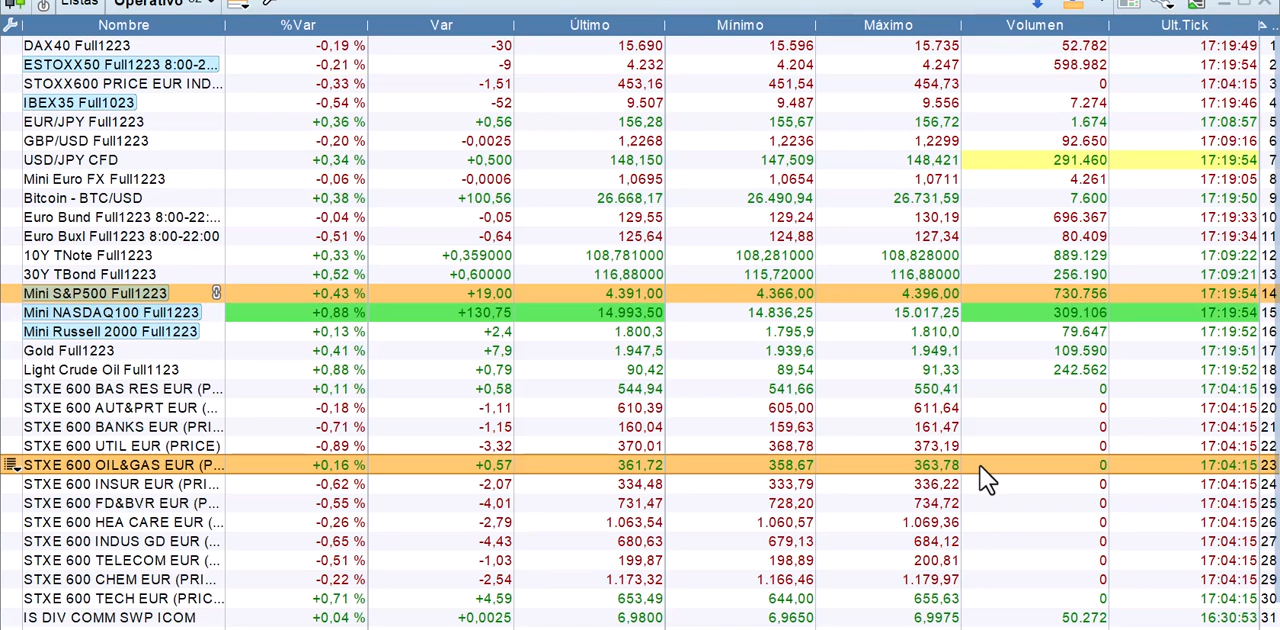 Listas Operativo
Nombre %Var Var Último Mínimo Máximo Volumen Ult.Tick
DAX40 Full1223 -0,19 % -30 15.690 15.596 15.735 52.782 17:19:49 1
ESTOXX50 Full1223 8:00-2... -0,21 % -9 4.232 4.204 4.247 598.982 17:19:54 2
STOXX600 PRICE EUR IND... -0,33 % -1,51 453,16 451,54 454,73 0 17:04:15 3
IBEX35 Full1023 -0,54 % -52 9.507 9.487 9.556 7.274 17:19:46 4
EUR/JPY Full1223 +0,36 % +0,56 156,28 155,67 156,72 1.674 17:08:57 5
GBP/USD Full1223 -0,20 % -0,0025 1,2268 1,2236 1,2299 92.650 17:09:16 6
USD/JPY CFD +0,34 % +0,500 148,150 147,509 148,421 291.460 17:19:54 7
Mini Euro FX Full1223 -0,06 % -0,0006 1,0695 1,0654 1,0711 4.261 17:19:05 8
Bitcoin - BTC/USD +0,38 % +100,56 26.668,17 26.490,94 26.731,59 7.600 17:19:50 9
Euro Bund Full1223 8:00-22:... -0,04 % -0,05 129,55 129,24 130,19 696.367 17:19:33 10
Euro Buxl Full1223 8:00-22:00 -0,51 % -0,64 125,64 124,88 127,34 80.409 17:19:34 11
10Y TNote Full1223 +0,33 % +0,359000 108,781000 108,281000 108,828000 889.129 17:09:22 12
30Y TBond Full1223 +0,52 % +0,60000 116,88000 115,72000 116,88000 256.190 17:09:21 13
Mini S&P500 Full1223 +0,43 % +19,00 4.391,00 4.366,00 4.396,00 730.756 17:19:54 14
Mini NASDAQ100 Full1223 +0,88 % +130,75 14.993,50 14.836,25 15.017,25 309.106 17:19:54 15
Mini Russell 2000 Full1223 +0,13 % +2,4 1.800,3 1.795,9 1.810,0 79.647 17:19:52 16
Gold Full1223 +0,41 % +7,9 1.947,5 1.939,6 1.949,1 109.590 17:19:51 17
Light Crude Oil Full1123 +0,88 % +0,79 90,42 89,54 91,33 242.562 17:19:52 18
STXE 600 BAS RES EUR (P... +0,11 % +0,58 544,94 541,66 550,41 0 17:04:15 19
STXE 600 AUT&PRT EUR (... -0,18 % -1,11 610,39 605,00 611,64 0 17:04:15 20
STXE 600 BANKS EUR (PRI... -0,71 % -1,15 160,04 159,63 161,47 0 17:04:15 21
STXE 600 UTIL EUR (PRICE) -0,89 % -3,32 370,01 368,78 373,19 0 17:04:15 22
STXE 600 OIL&GAS EUR (P... +0,16 % +0,57 361,72 358,67 363,78 0 17:04:15 23
STXE 600 INSUR EUR (PRI... -0,62 % -2,07 334,48 333,79 336,22 0 17:04:15 24
STXE 600 FD&BVR EUR (P... -0,55 % -4,01 731,47 728,20 734,72 0 17:04:15 25
STXE 600 HEA CARE EUR (... -0,26 % -2,79 1.063,54 1.060,57 1.069,36 0 17:04:15 26
STXE 600 INDUS GD EUR (... -0,65 % -4,43 680,63 679,13 684,12 0 17:04:15 27
STXE 600 TELECOM EUR (... -0,51 % -1,03 199,87 198,89 200,81 0 17:04:15 28
STXE 600 CHEM EUR (PRI... -0,22 % -2,54 1.173,32 1.166,46 1.179,97 0 17:04:15 29
STXE 600 TECH EUR (PRIC... +0,71 % +4,59 653,49 644,00 655,63 0 17:04:15 30
IS DIV COMM SWP ICOM +0,04 % +0,0025 6,9800 6,9650 6,9975 50.272 16:30:53 31